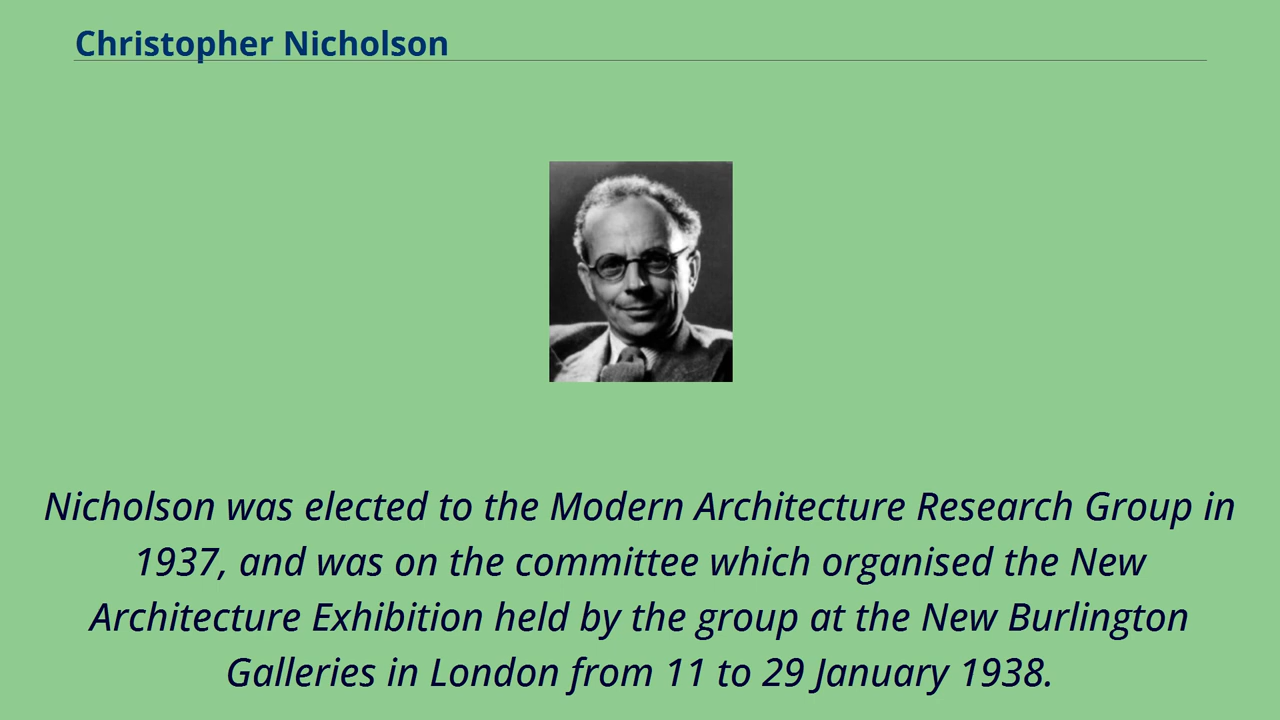 Christopher Nicholson
Nicholson was elected to the Modern Architecture Research Group in
1937, and was on the committee which organised the New
Architecture Exhibition held by the group at the New Burlington
Galleries in London from 11 to 29 January 1938.